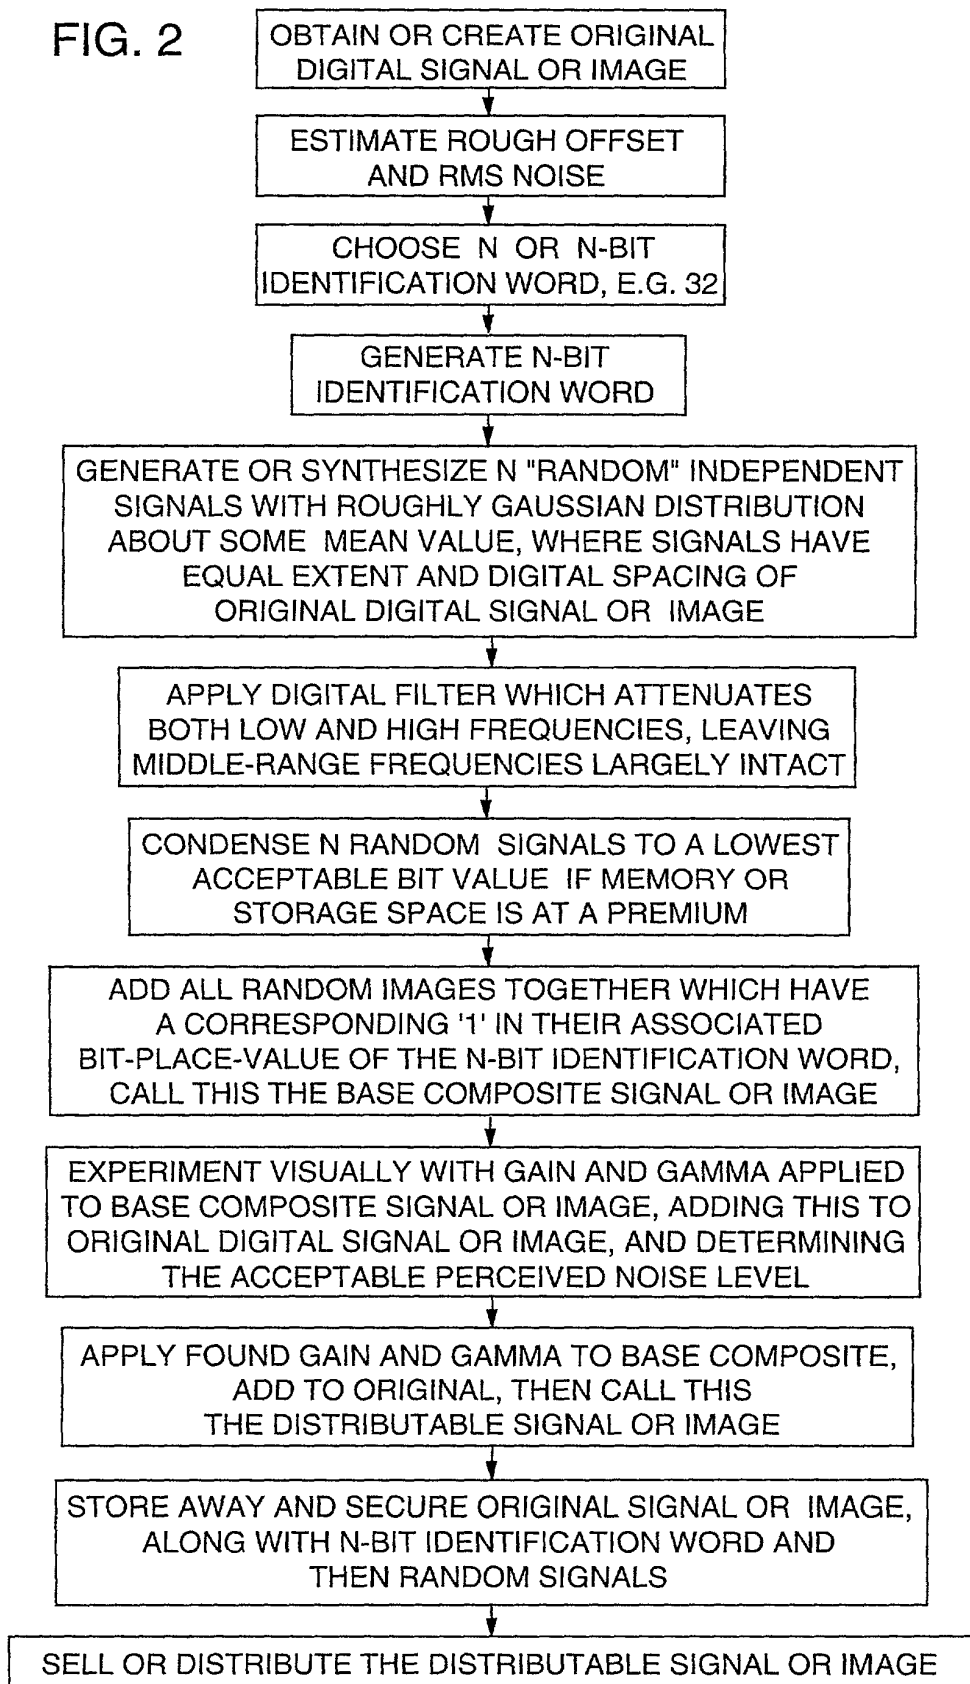 FIG. 2
OBTAIN OR CREATE ORIGINAL
DIGITAL SIGNAL OR IMAGE
ESTIMATE ROUGH OFFSET
AND RMS NOISE
CHOOSE N OR N-BIT
IDENTIFICATION WORD, E.G. 32
GENERATE N-BIT
IDENTIFICATION WORD
GENERATE OR SYNTHESIZE N "RANDOM" INDEPENDENT
SIGNALS WITH ROUGHLY GAUSSIAN DISTRIBUTION
ABOUT SOME MEAN VALUE, WHERE SIGNALS HAVE
EQUAL EXTENT AND DIGITAL SPACING OF
ORIGINAL DIGITAL SIGNAL OR IMAGE
APPLY DIGITAL FILTER WHICH ATTENUATES
BOTH LOW AND HIGH FREQUENCIES, LEAVING
MIDDLE-RANGE FREQUENCIES LARGELY INTACT
CONDENSE N RANDOM SIGNALS TO A LOWEST
ACCEPTABLE BIT VALUE IF MEMORY OR
STORAGE SPACE IS AT A PREMIUM
ADD ALL RANDOM IMAGES TOGETHER WHICH HAVE
A CORRESPONDING '1' IN THEIR ASSOCIATED
BIT-PLACE-VALUE OF THE N-BIT IDENTIFICATION WORD,
CALL THIS THE BASE COMPOSITE SIGNAL OR IMAGE
EXPERIMENT VISUALLY WITH GAIN AND GAMMA APPLIED
TO BASE COMPOSITE SIGNAL OR IMAGE, ADDING THIS TO
ORIGINAL DIGITAL SIGNAL OR IMAGE, AND DETERMINING
THE ACCEPTABLE PERCEIVED NOISE LEVEL
APPLY FOUND GAIN AND GAMMA TO BASE COMPOSITE,
ADD TO ORIGINAL, THEN CALL THIS
THE DISTRIBUTABLE SIGNAL OR IMAGE
STORE AWAY AND SECURE ORIGINAL SIGNAL OR IMAGE,
ALONG WITH N-BIT IDENTIFICATION WORD AND
THEN RANDOM SIGNALS
SELL OR DISTRIBUTE THE DISTRIBUTABLE SIGNAL OR IMAGE